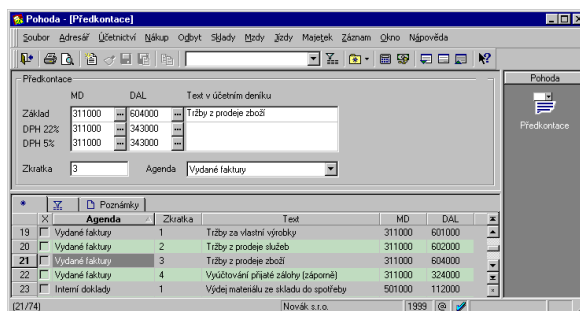 Pohoda - [Předkontace]
Soubor Adresář Účetnictví Nákup Odbyt Sklady Mzdy Jízdy Majetek Záznam Okno Nápověda
Předkontace
MD DAL Text v účetním deníku
Základ 311000 ... 604000 ... Tržby z prodeje zboží
DPH 22% 311000 ... 343000 ...
DPH 5% 311000 ... 343000 ...
Zkratka 3 Agenda Vydané faktury
Pohoda
Předkontace
* Poznámky
X Agenda Zkratka Text MD DAL
19 Vydané faktury 1 Tržby za vlastní výrobky 311000 601000
20 Vydané faktury 2 Tržby z prodeje služeb 311000 602000
21 Vydané faktury 3 Tržby z prodeje zboží 311000 604000
22 Vydané faktury 4 Vyúčtování přijaté zálohy (záporně) 311000 324000
23 Interní doklady 1 Výdej materiálu ze skladu do spotřeby 501000 112000
(21/74) Novák s.r.o. 1999 @